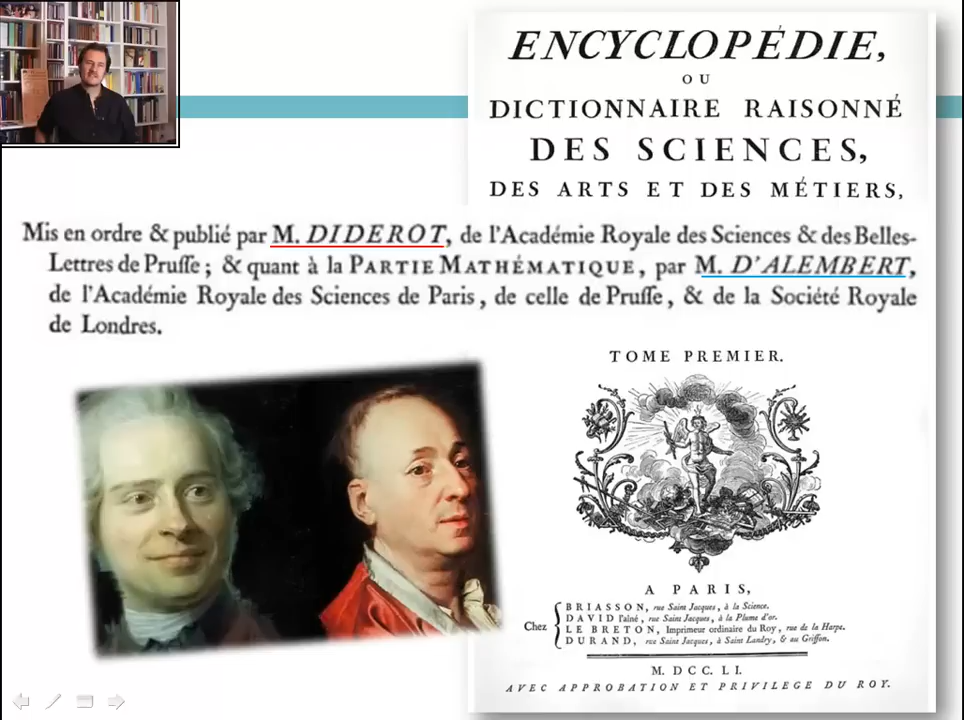 ENCYCLOPÉDIE,
OU
DICTIONNAIRE RAISONNÉ
DES SCIENCES,
DES ARTS ET DES MÉTIERS,
Mis en ordre & publié par M. DIDEROT, de l'Académie Royale des Sciences & des Belles-
Lettres de Pruſſe; & quant à la PARTIE MATHÉMATIQUE, par M. D'ALEMBERT,
de l'Académie Royale des Sciences de Paris, de celle de Pruſſe, & de la Société Royale
de Londres.
TOME PREMIER.
A PARIS,
Chez
BRIASSON, rue Saint Jacques, à la Science.
DAVID l'aîné, rue Saint Jacques, à la Plume d'or.
LE BRETON, Imprimeur ordinaire du Roy, rue de la Harpe.
DURAND, rue Saint Jacques, à Saint Landry, & au Griffon.
M. DCC. LI.
AVEC APPROBATION ET PRIVILEGE DU ROY.